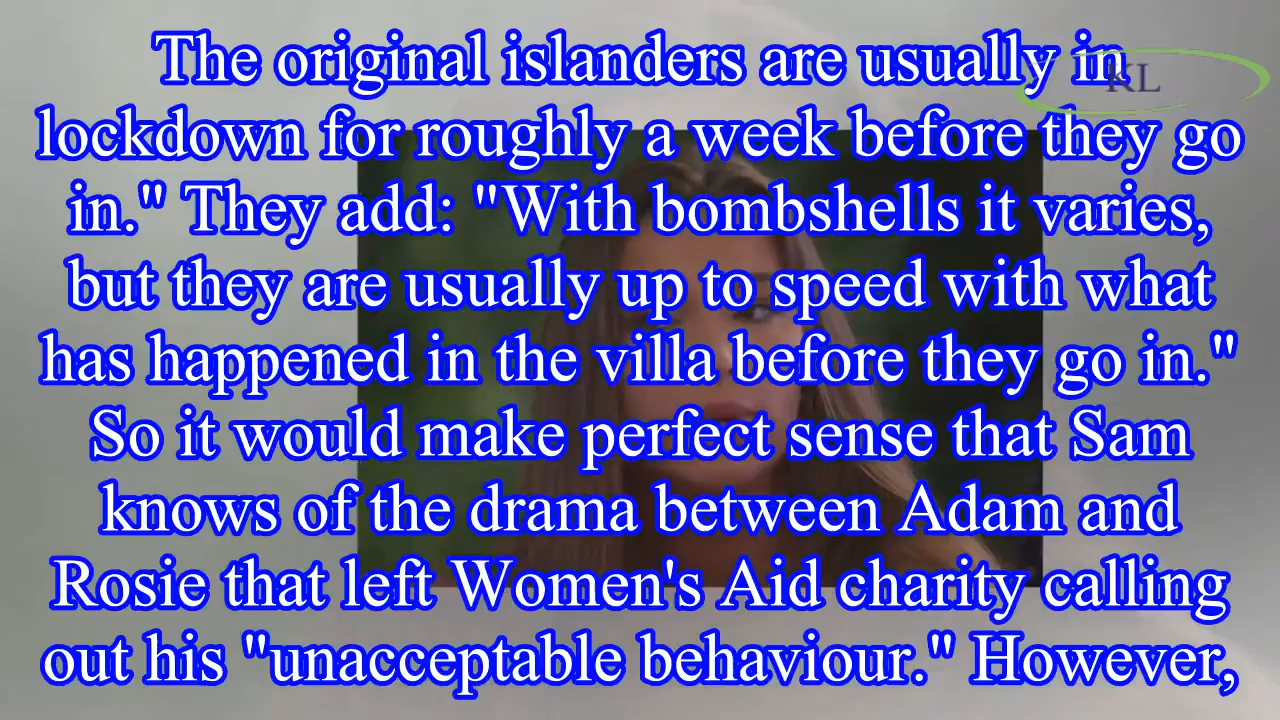 The original islanders are usually in
KL
lockdown for roughly a week before they go
in." They add: "With bombshells it varies,
but they are usually up to speed with what
has happened in the villa before they go in."
So it would make perfect sense that Sam
knows of the drama between Adam and
Rosie that left Women's Aid charity calling
out his "unacceptable behaviour." However,